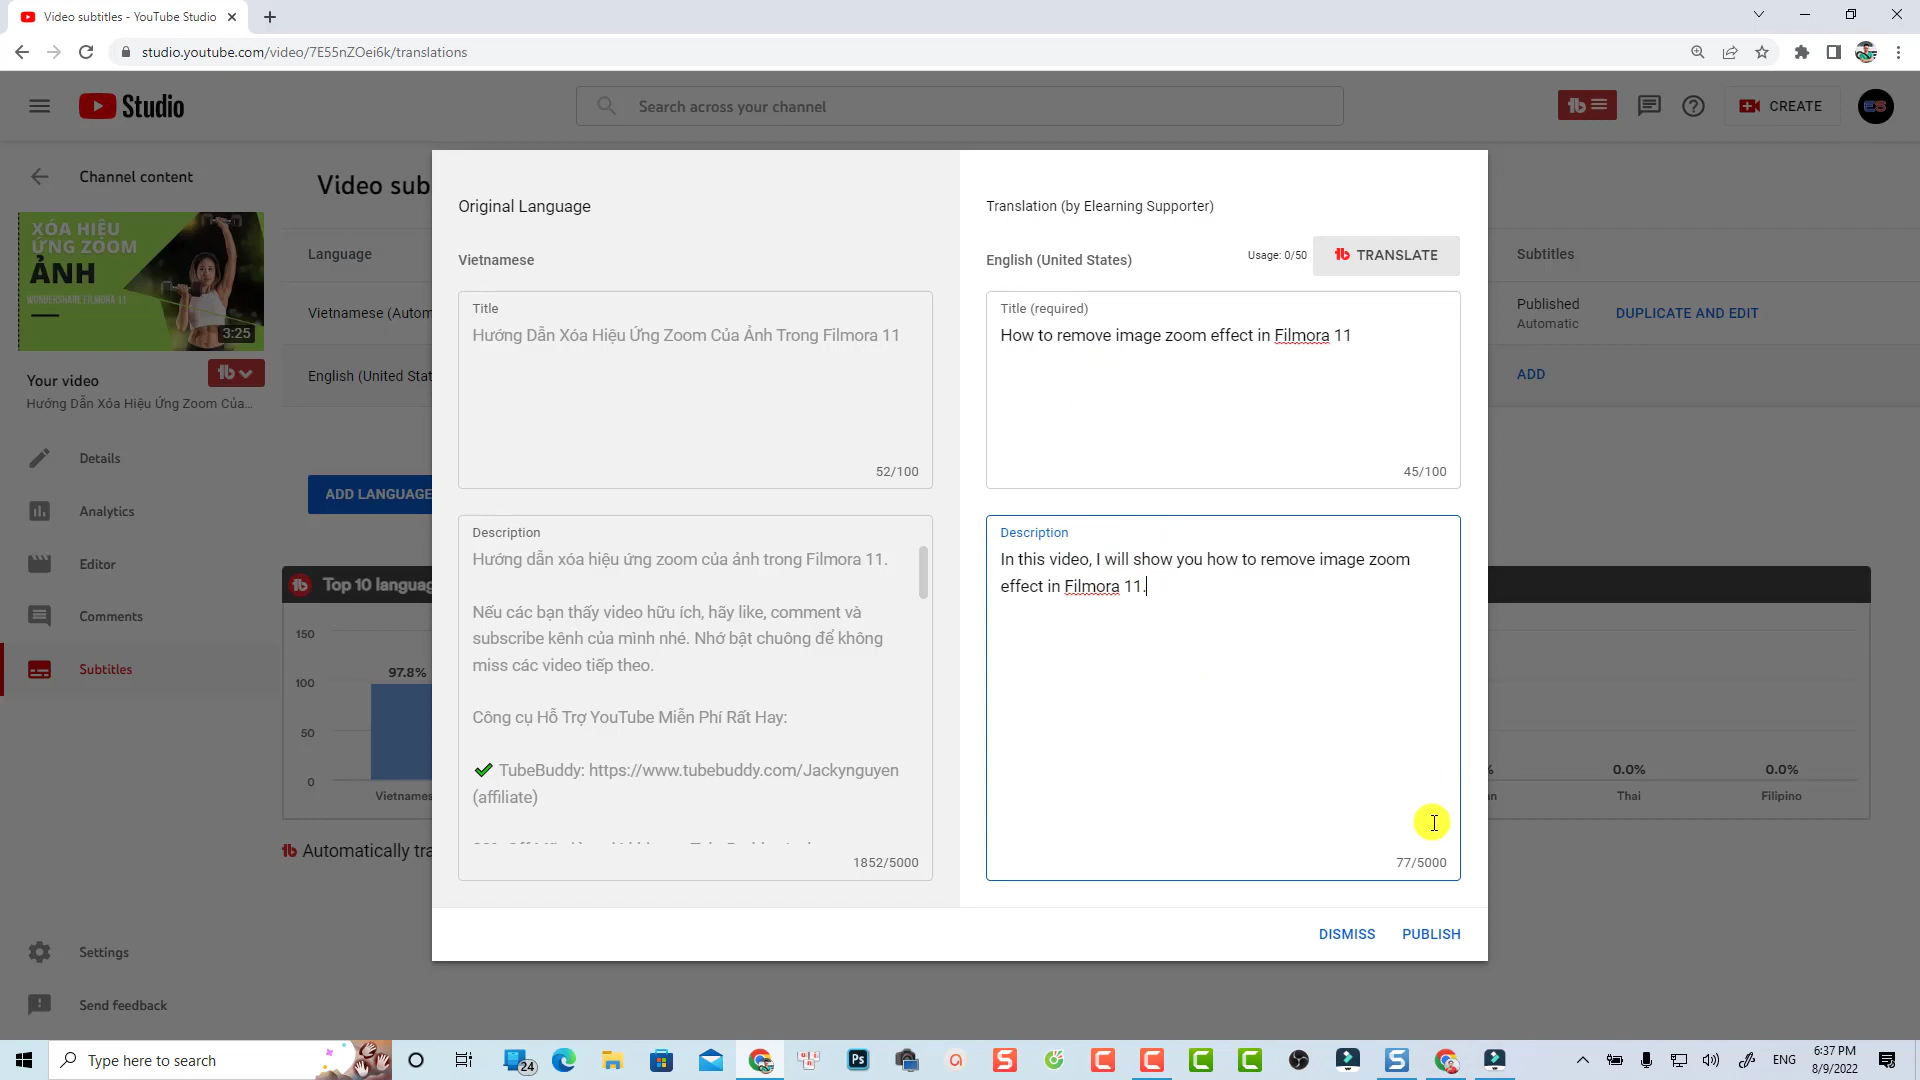 Video subtitles - YouTube Studio
studio.youtube.com/video/7E55nZOei6k/translations
Studio
Search across your channel
CREATE
Channel content
Video sub
XÓA HIỆU
ỨNG ZOOM
ẢNH
WONDERSHARE FILMORA 11
3:25
Your video
Hướng Dẫn Xóa Hiệu Ứng Zoom Của...
Details
Analytics
Editor
Comments
Subtitles
Settings
Send feedback
Language
Vietnamese (Autom
English (United Stat
ADD LANGUAGE
Top 10 languag
150
100
50
0
97.8%
Vietnames
Automatically tra
Original Language
Vietnamese
Title
Hướng Dẫn Xóa Hiệu Ứng Zoom Của Ảnh Trong Filmora 11
52/100
Description
Hướng dẫn xóa hiệu ứng zoom của ảnh trong Filmora 11.
Nếu các bạn thấy video hữu ích, hãy like, comment và
subscribe kênh của mình nhé. Nhớ bật chuông để không
miss các video tiếp theo.
Công cụ Hỗ Trợ YouTube Miễn Phí Rất Hay:
TubeBuddy: https://www.tubebuddy.com/Jackynguyen
(affiliate)
1852/5000
Translation (by Elearning Supporter)
English (United States)
Usage: 0/50
TRANSLATE
Title (required)
How to remove image zoom effect in Filmora 11
45/100
Description
In this video, I will show you how to remove image zoom
effect in Filmora 11.
77/5000
DISMISS
PUBLISH
Subtitles
Published
Automatic
DUPLICATE AND EDIT
ADD
%
0.0%
0.0%
an
Thai
Filipino
Type here to search
24
Ps
ENG
6:37 PM
8/9/2022